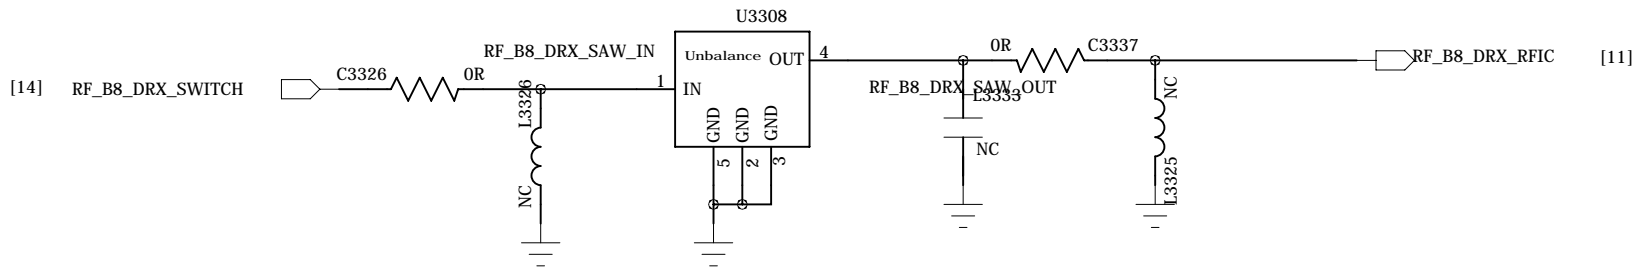 U3308
RF_B8_DRX_SAW_IN
Unbalance
OUT
4
0R
C3337
RF_B8_DRX_RFIC
[11]
[14]
RF_B8_DRX_SWITCH
C3326
0R
L3326
1
IN
RF_B8_DRX_SAW_OUT
L3333
NC
GND
GND
GND
NC
5
2
3
NC
L3325